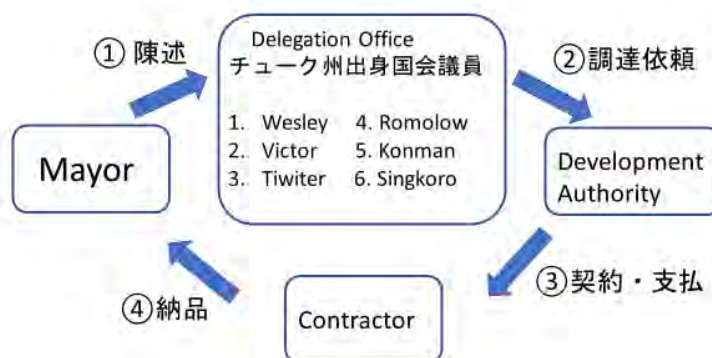 ① 陳述
Delegation Office
チューク州出身国会議員
1. Wesley 4. Romolow
2. Victor 5. Konman
3. Tiwiter 6. Singkoro
②調達依頼
Mayor
Development
Authority
③契約・支払
④納品
Contractor